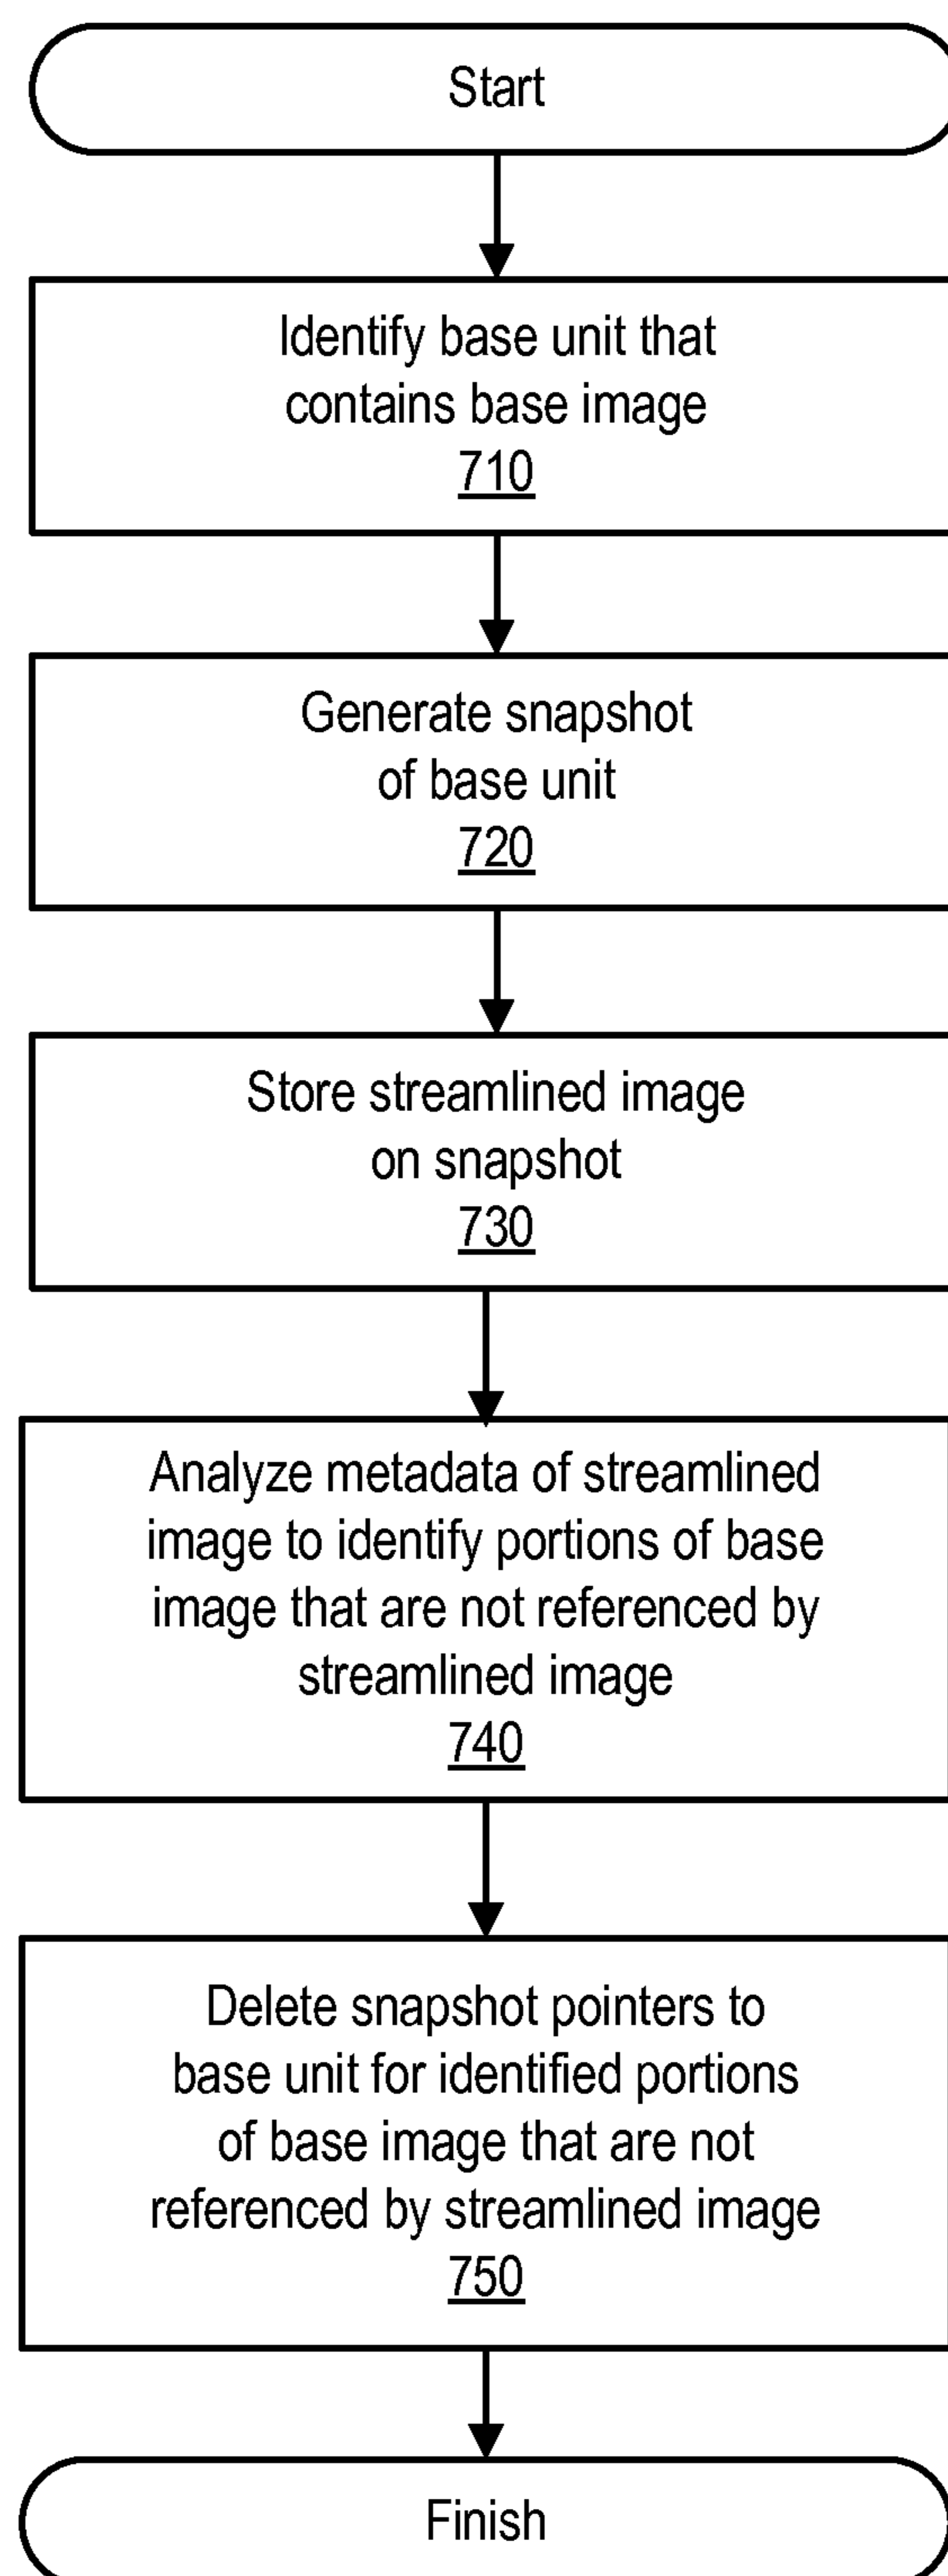 Start
Identify base unit that
contains base image
710
Generate snapshot
of base unit
720
Store streamlined image
on snapshot
730
Analyze metadata of streamlined
image to identify portions of base
image that are not referenced by
streamlined image
740
Delete snapshot pointers to
base unit for identified portions
of base image that are not
referenced by streamlined image
750
Finish